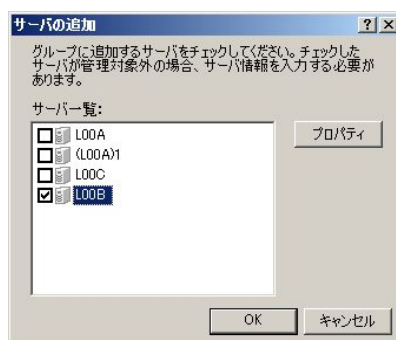 サーバの追加
グループに追加するサーバをチェックしてください。チェックした
サーバが管理対象外の場合、サーバ情報を入力する必要が
あります。
サーバ一覧:
L00A
プロパティ
(L00A)1
L00C
L00B
OK
キャンセル